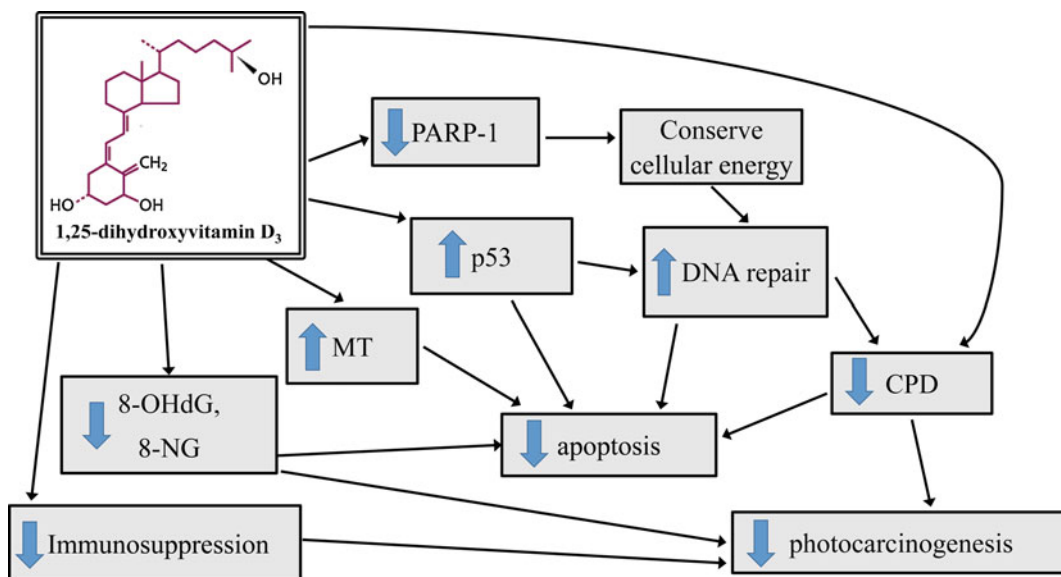 OH
CH2
HO
OH
1,25-dihydroxyvitamin D3
PARP-1
Conserve
cellular energy
p53
DNA repair
MT
CPD
8-OHdG,
8-NG
apoptosis
Immunosuppression
photocarcinogenesis